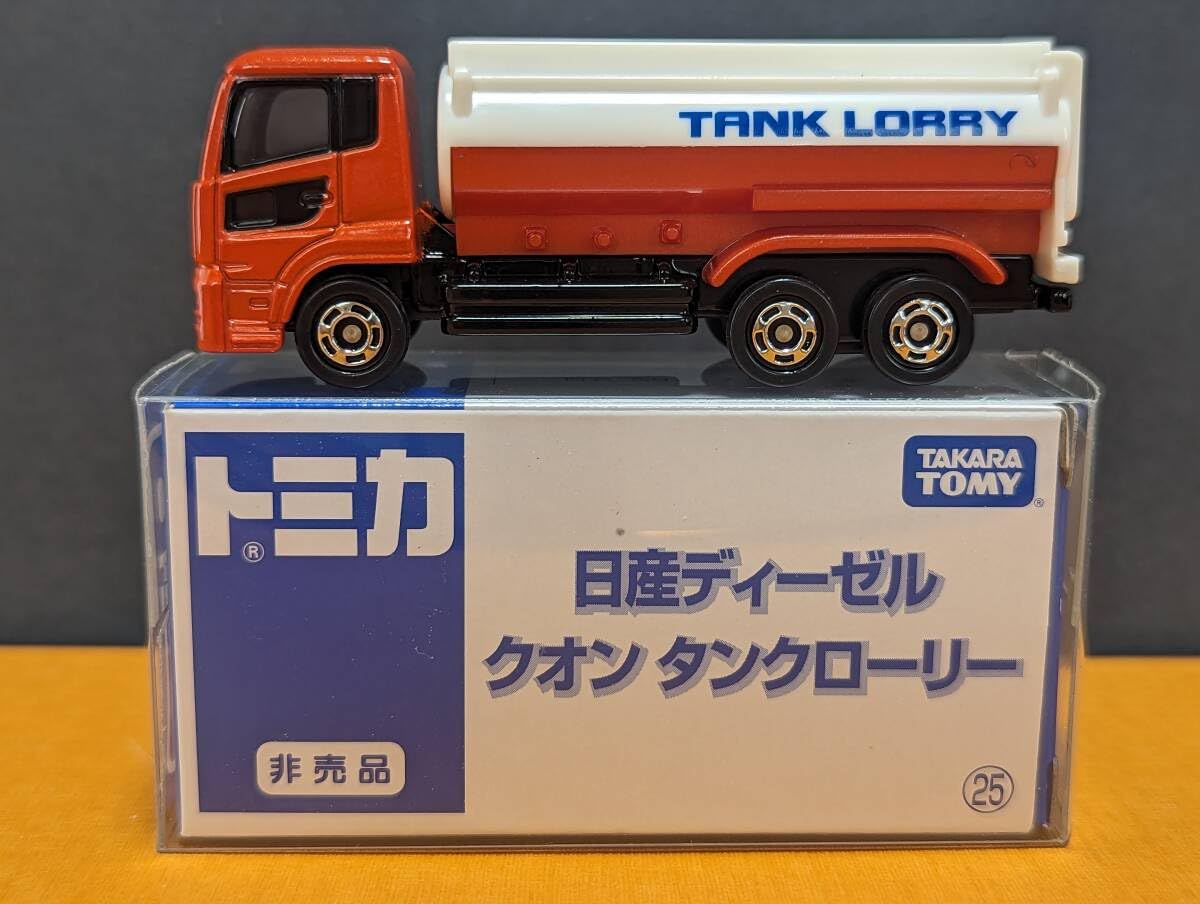 TANK LORRY
トミカ®
TAKARA
TOMY®
日産ディーゼル
クオン タンクローリー
非売品
25